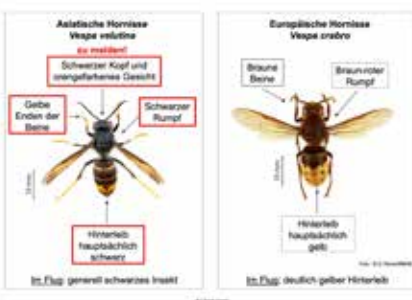 Asiatische Hornisse
Vespa velutina
zu melden!
Schwarzer Kopf und
orangefarbenes Gesicht
Gelbe
Enden der
Beine
Schwarzer
Rumpf
Hinterleib
hauptsächlich
schwarz
Im Flug: generell schwarzes Insekt
Europäische Hornisse
Vespa crabro
Braune
Beine
Braun-roter
Rumpf
Hinterleib
hauptsächlich
gelb
Im Flug: deutlich gelber Hinterleib